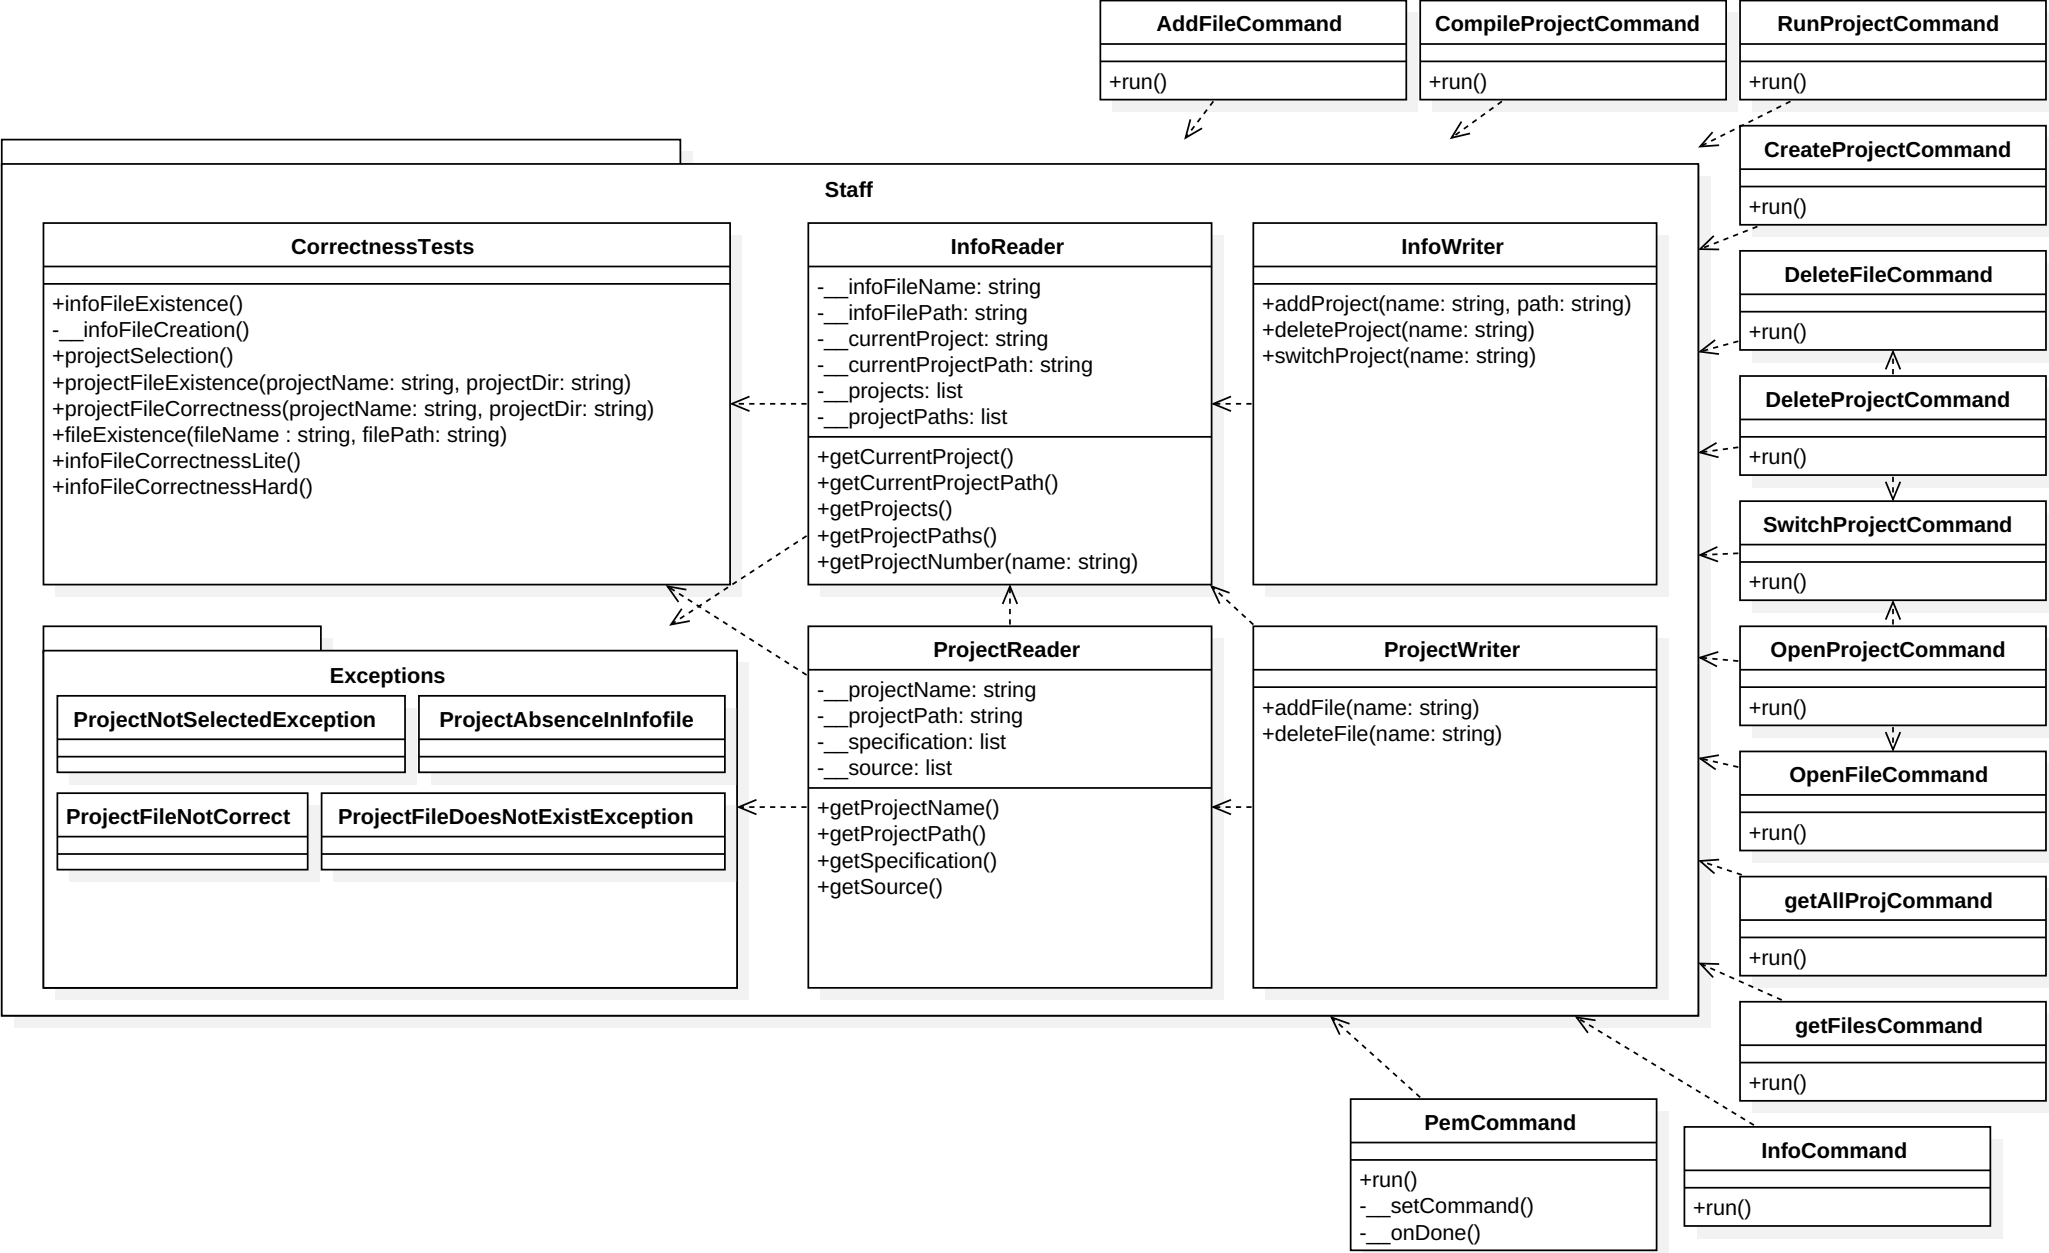 AddFileCommand
+run()
CompileProjectCommand
+run()
RunProjectCommand
+run()
CreateProjectCommand
+run()
Staff
CorrectnessTests
+infoFileExistence()
-__infoFileCreation()
+projectSelection()
+projectFileExistence(projectName: string, projectDir: string)
+projectFileCorrectness(projectName: string, projectDir: string)
+fileExistence(fileName : string, filePath: string)
+infoFileCorrectnessLite()
+infoFileCorrectnessHard()
InfoReader
-__infoFileName: string
-__infoFilePath: string
-__currentProject: string
-__currentProjectPath: string
-__projects: list
-__projectPaths: list
+getCurrentProject()
+getCurrentProjectPath()
+getProjects()
+getProjectPaths()
+getProjectNumber(name: string)
InfoWriter
+addProject(name: string, path: string)
+deleteProject(name: string)
+switchProject(name: string)
DeleteFileCommand
+run()
DeleteProjectCommand
+run()
SwitchProjectCommand
+run()
Exceptions
ProjectNotSelectedException
ProjectAbsenceInInfofile
ProjectFileNotCorrect
ProjectFileDoesNotExistException
ProjectReader
-__projectName: string
-__projectPath: string
-__specification: list
-__source: list
+getProjectName()
+getProjectPath()
+getSpecification()
+getSource()
ProjectWriter
+addFile(name: string)
+deleteFile(name: string)
OpenProjectCommand
+run()
OpenFileCommand
+run()
getAllProjCommand
+run()
getFilesCommand
+run()
PemCommand
+run()
-__setCommand()
-__onDone()
InfoCommand
+run()